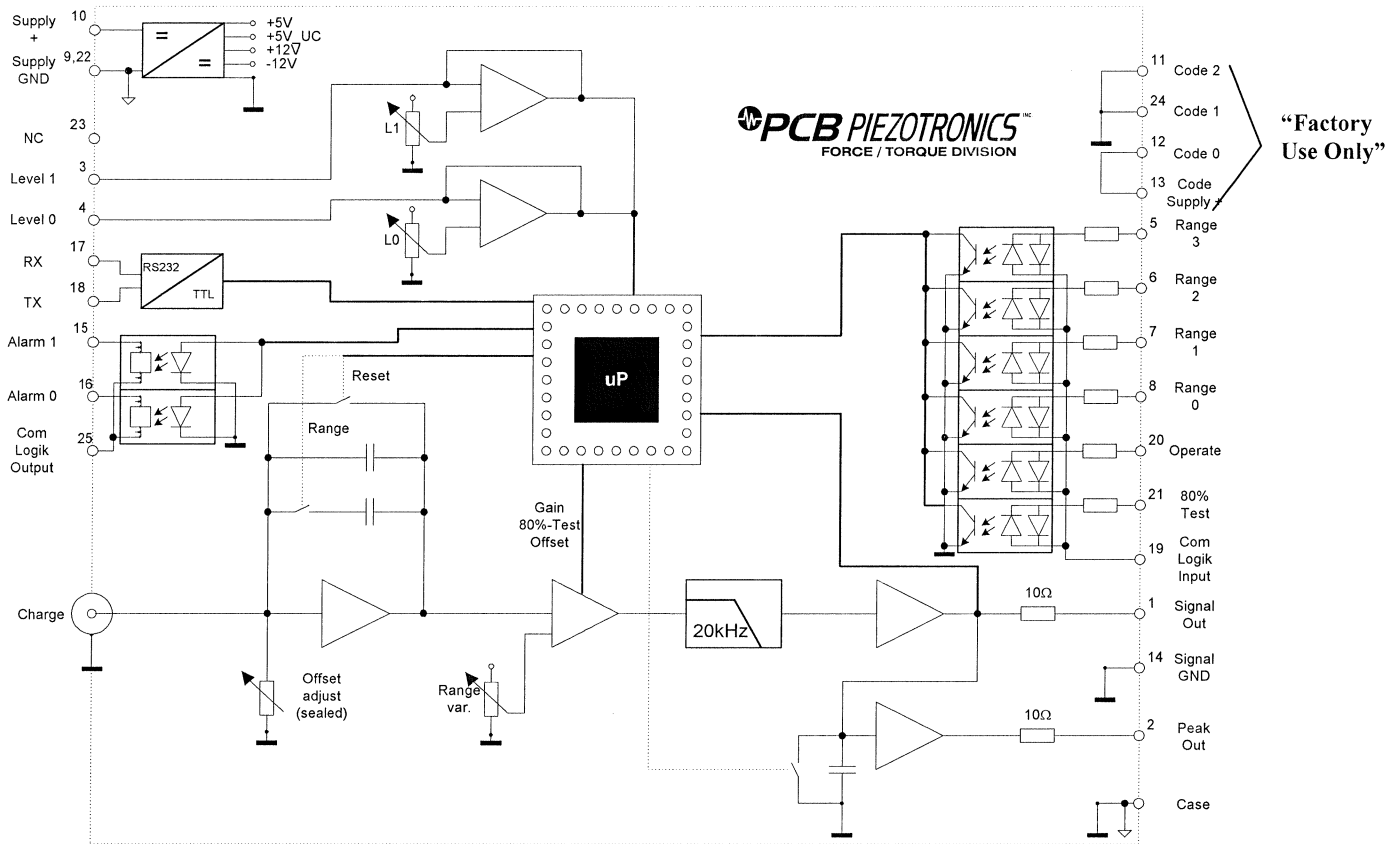 Supply
+
10
Supply
GND
9,22
=
=
+5V
+5V UC
+12V
-12V
NC
23
Level 1
3
Level 0
4
RX
17
TX
18
RS232
TTL
Alarm 1
15
Alarm 0
16
Com
Logik
Output
25
L1
L0
PCB PIEZOTRONICS INC
FORCE / TORQUE DIVISION
11
Code 2
24
Code 1
12
Code 0
13
Code
Supply +
"Factory
Use Only"
5
Range
3
6
Range
2
7
Range
1
8
Range
0
20
Operate
21
80%
Test
19
Com
Logik
Input
uP
Reset
Range
Gain
80%-Test
Offset
Charge
20kHz
10Ω
1
Signal
Out
14
Signal
GND
Offset
adjust
(sealed)
Range
var.
10Ω
2
Peak
Out
Case